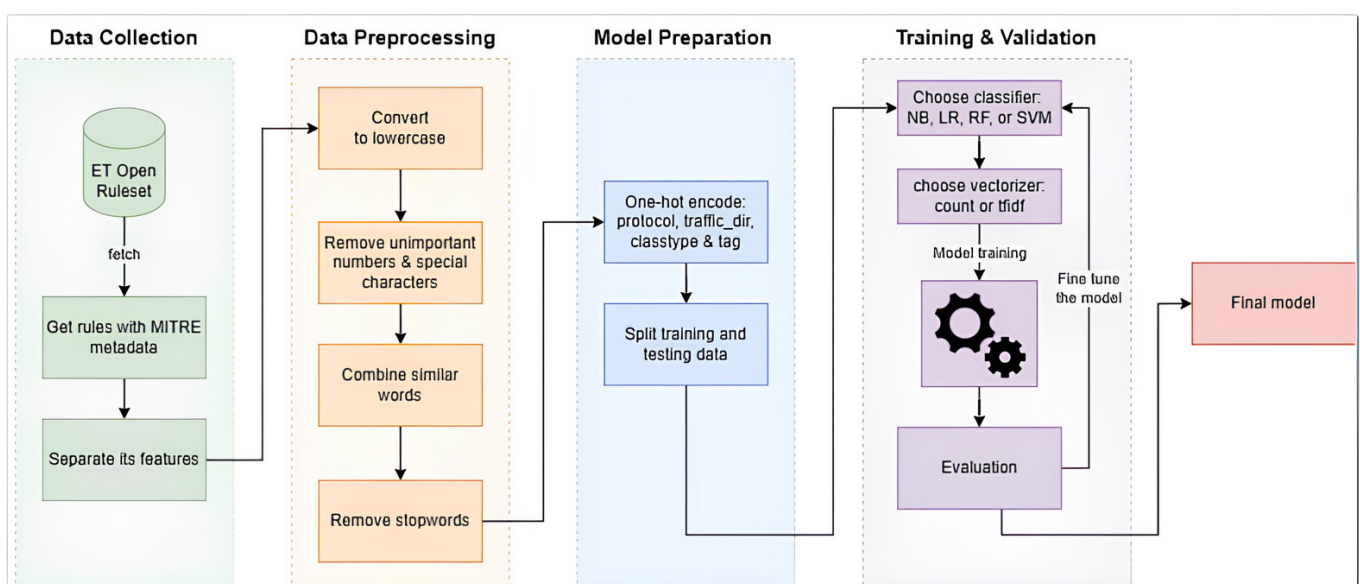 Data Collection
ET Open
Ruleset
fetch
Get rules with MITRE
metadata
Separate its features
Data Preprocessing
Convert
to lowercase
Remove unimportant
numbers & special
characters
Combine similar
words
Remove stopwords
Model Preparation
One-hot encode:
protocol, traffic_dir,
classtype & tag
Split training and
testing data
Training & Validation
Choose classifier:
NB, LR, RF, or SVM
choose vectorizer:
count or tfidf
Model training
Evaluation
Fine tune
the model
Final model